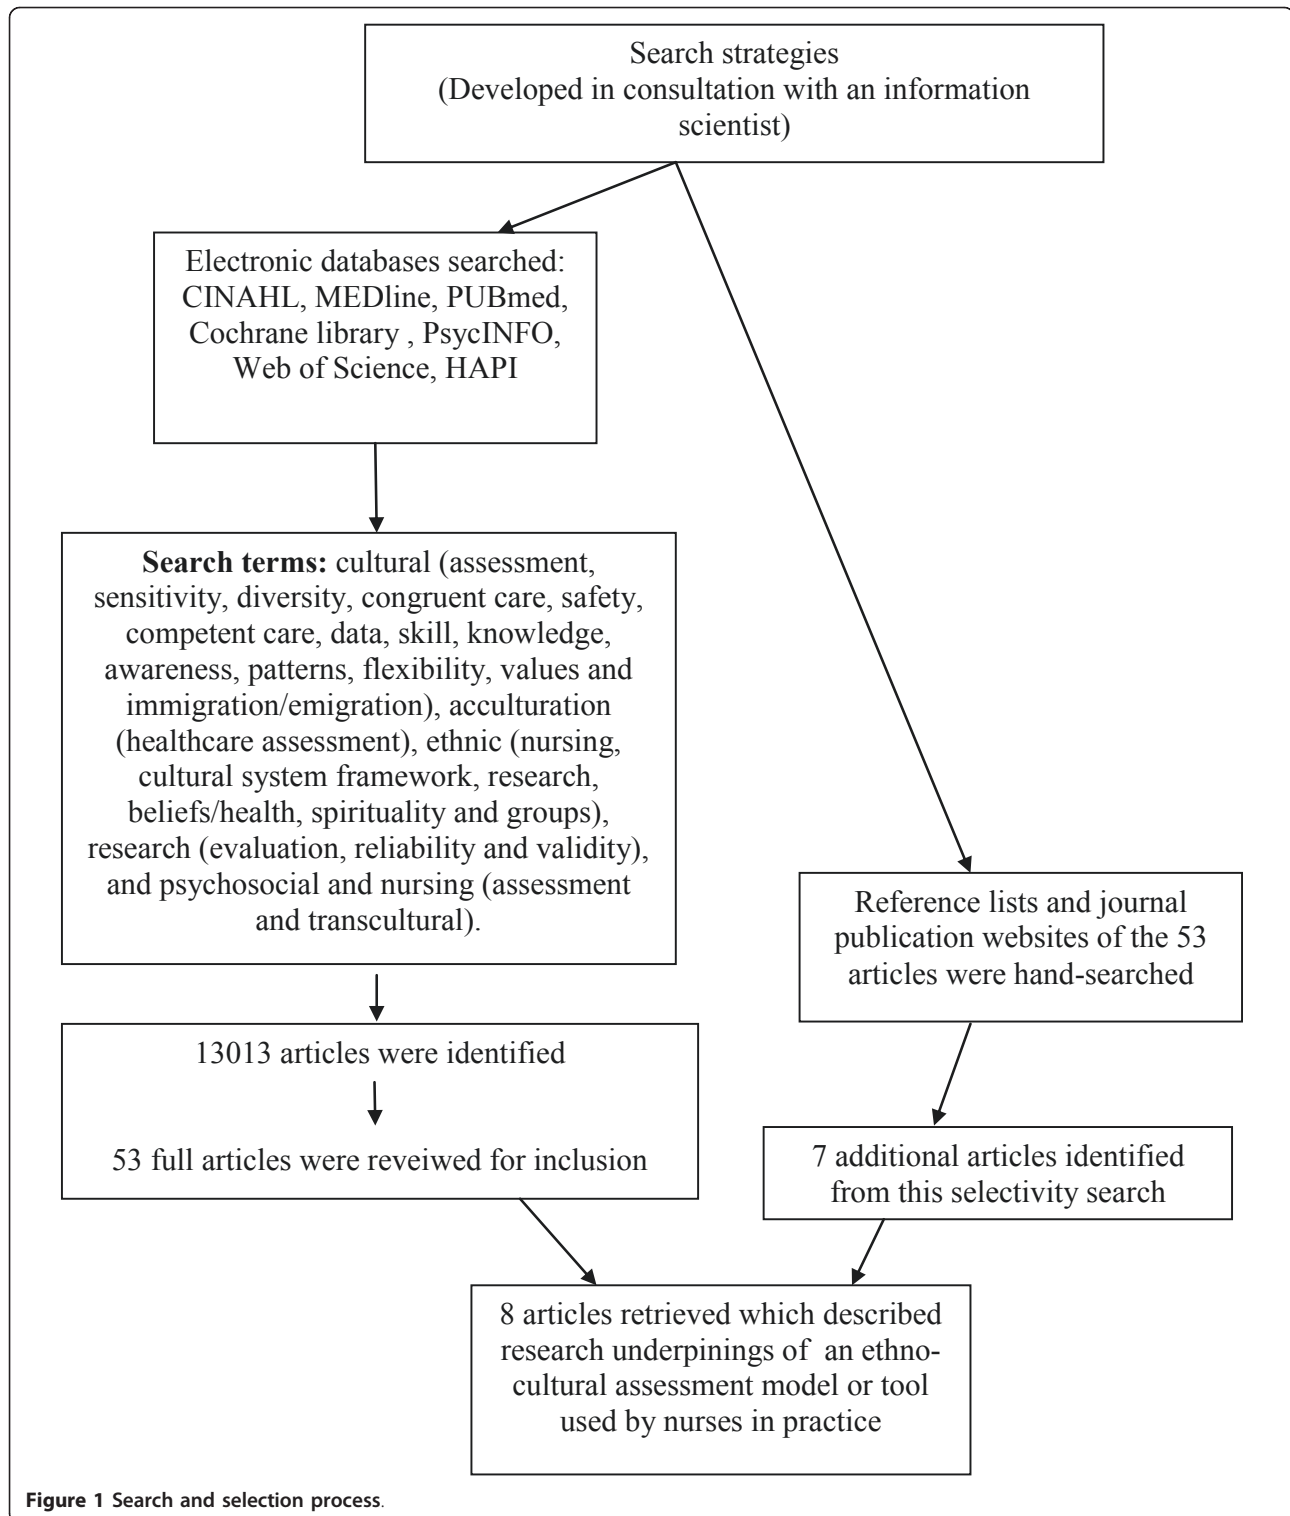 Search strategies
(Developed in consultation with an information
scientist)
Electronic databases searched:
CINAHL, MEDline, PUBmed,
Cochrane library , PsycINFO,
Web of Science, HAPI
Search terms: cultural (assessment,
sensitivity, diversity, congruent care, safety,
competent care, data, skill, knowledge,
awareness, patterns, flexibility, values and
immigration/emigration), acculturation
(healthcare assessment), ethnic (nursing,
cultural system framework, research,
beliefs/health, spirituality and groups),
research (evaluation, reliability and validity),
and psychosocial and nursing (assessment
and transcultural).
Reference lists and journal
publication websites of the 53
articles were hand-searched
13013 articles were identified
53 full articles were reveiwed for inclusion
7 additional articles identified
from this selectivity search
8 articles retrieved which described
research underpinings of an ethno-
cultural assessment model or tool
used by nurses in practice
Figure 1 Search and selection process.